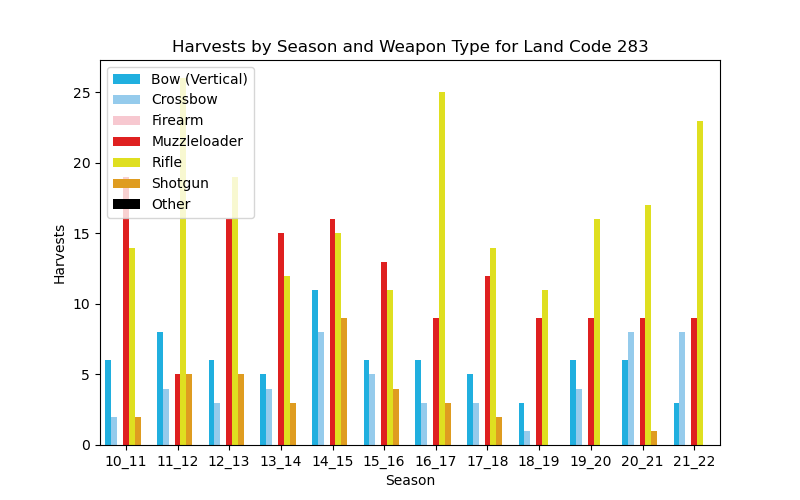 Harvests by Season and Weapon Type for Land Code 283
Bow (Vertical)
Crossbow
Firearm
Muzzleloader
Rifle
Shotgun
Other
25
20
15
10
5
0
Harvests
10_11 11_12 12_13 13_14 14_15 15_16 16_17 17_18 18_19 19_20 20_21 21_22
Season